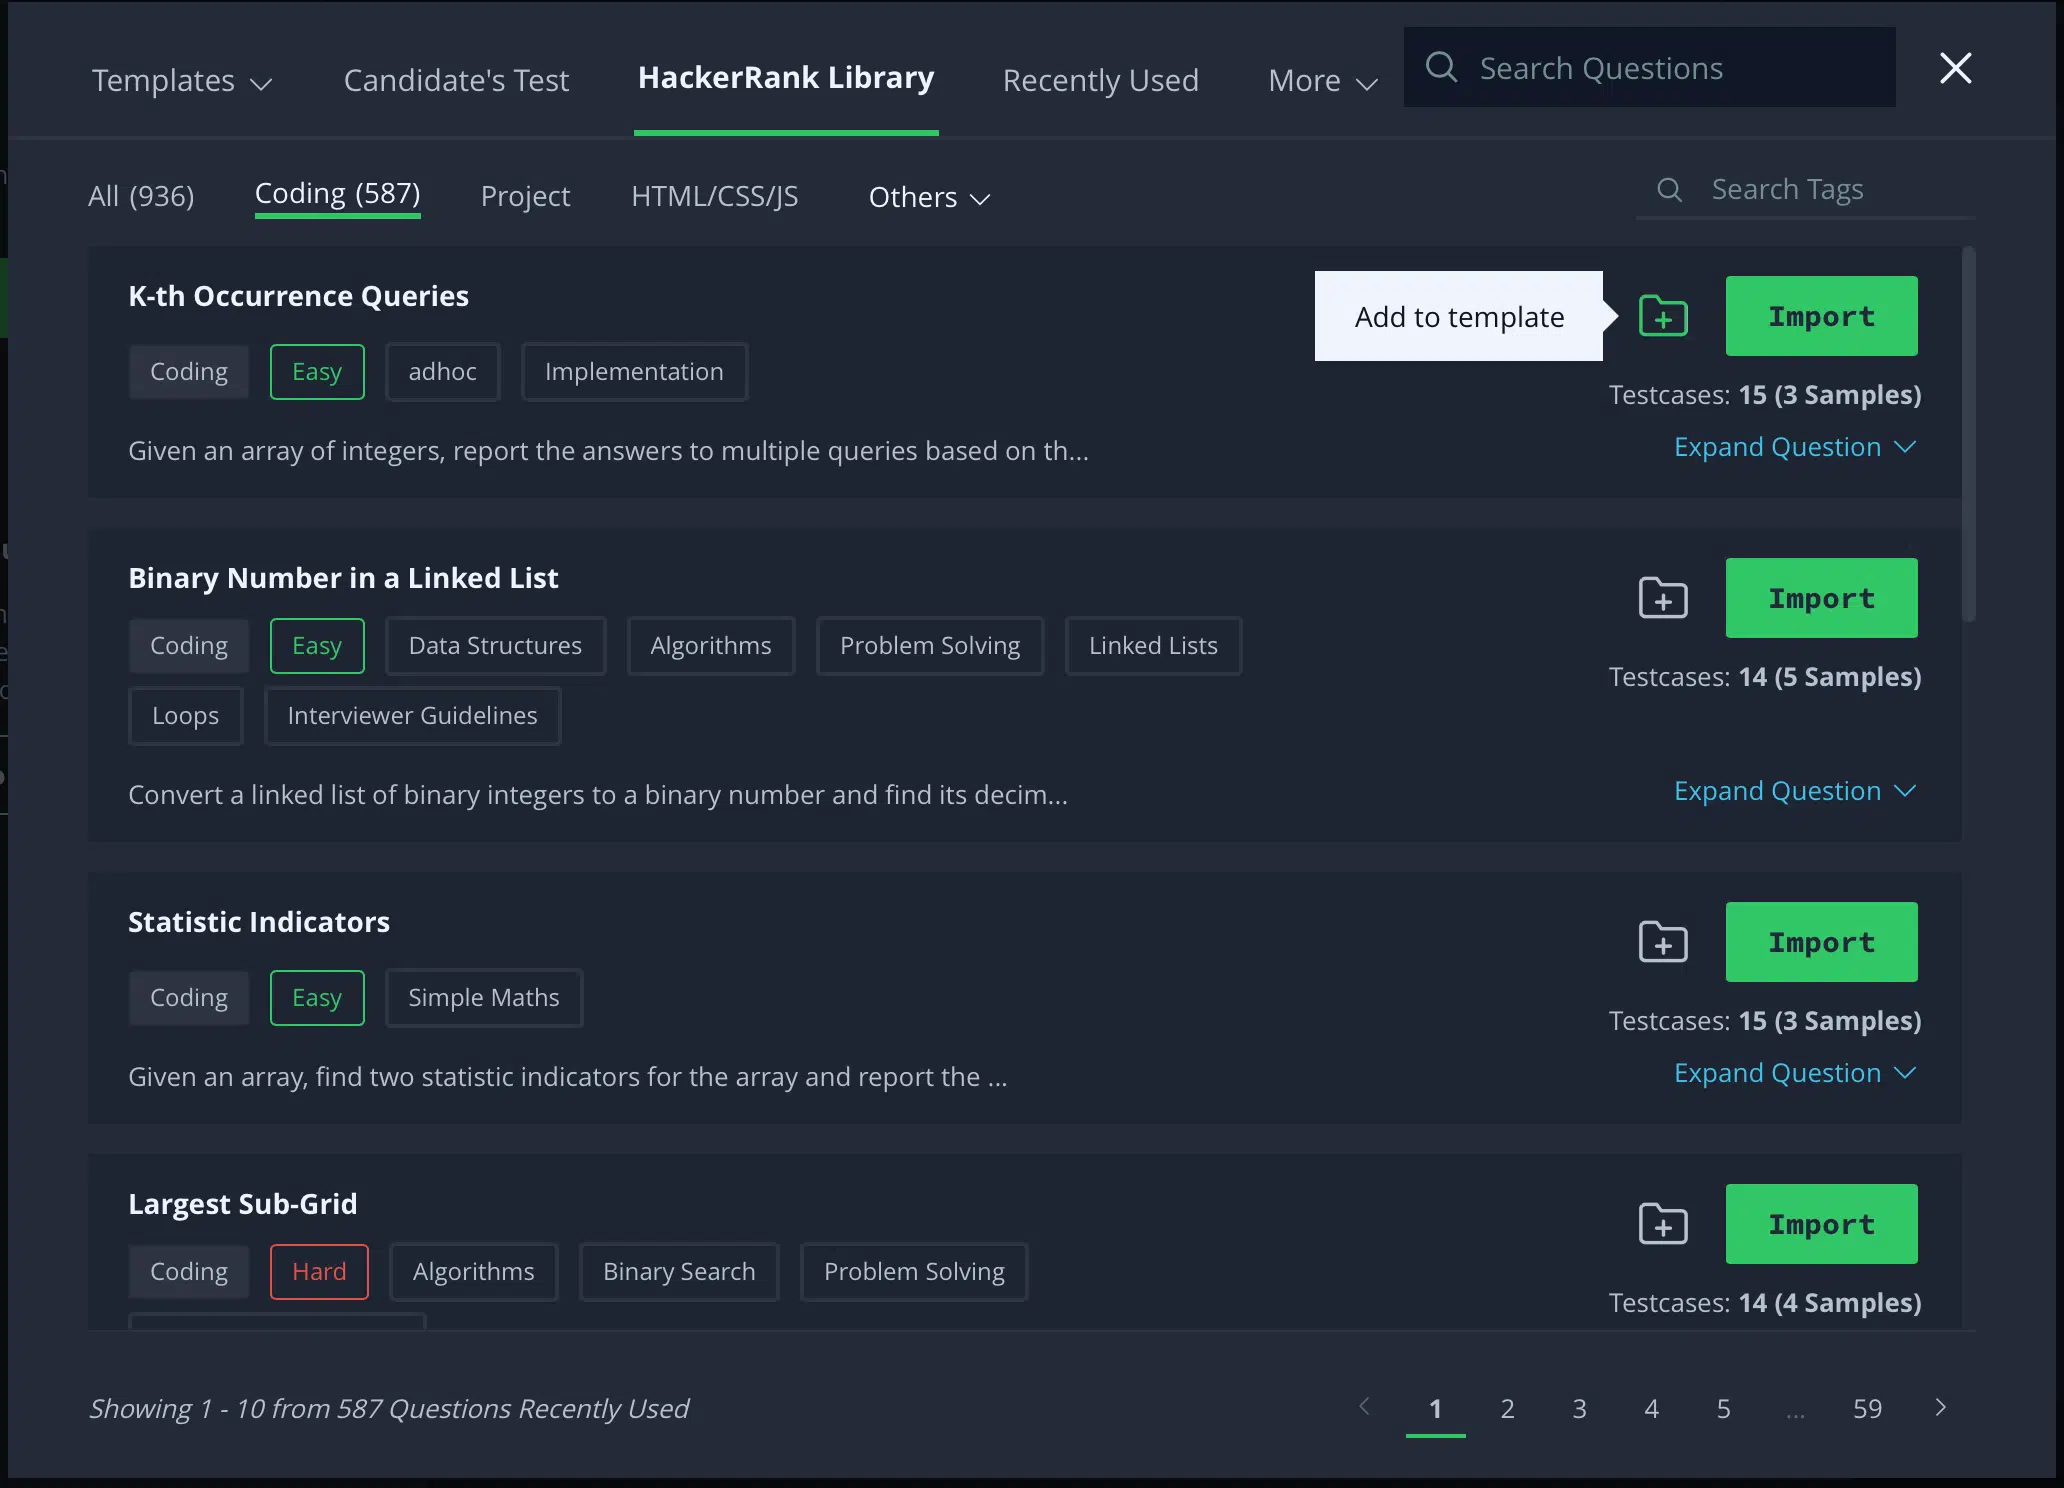 Templates Candidate's Test HackerRank Library Recently Used More Search Questions
All (936) Coding (587) Project HTML/CSS/JS Others Search Tags
K-th Occurrence Queries
Add to template
Import
Coding Easy adhoc Implementation
Testcases: 15 (3 Samples)
Given an array of integers, report the answers to multiple queries based on th...
Expand Question
Binary Number in a Linked List
Import
Coding Easy Data Structures Algorithms Problem Solving Linked Lists
Testcases: 14 (5 Samples)
Loops Interviewer Guidelines
Convert a linked list of binary integers to a binary number and find its decim...
Expand Question
Statistic Indicators
Import
Coding Easy Simple Maths
Testcases: 15 (3 Samples)
Given an array, find two statistic indicators for the array and report the ...
Expand Question
Largest Sub-Grid
Import
Coding Hard Algorithms Binary Search Problem Solving
Testcases: 14 (4 Samples)
Showing 1 - 10 from 587 Questions Recently Used
1 2 3 4 5 ... 59